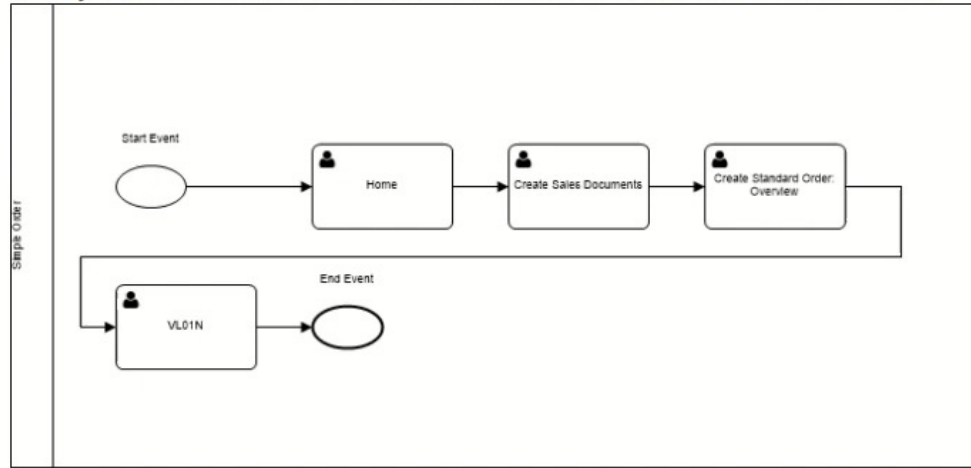 Simple Order
Start Event
Home
Create Sales Documents
Create Standard Order:
Overview
VL01N
End Event